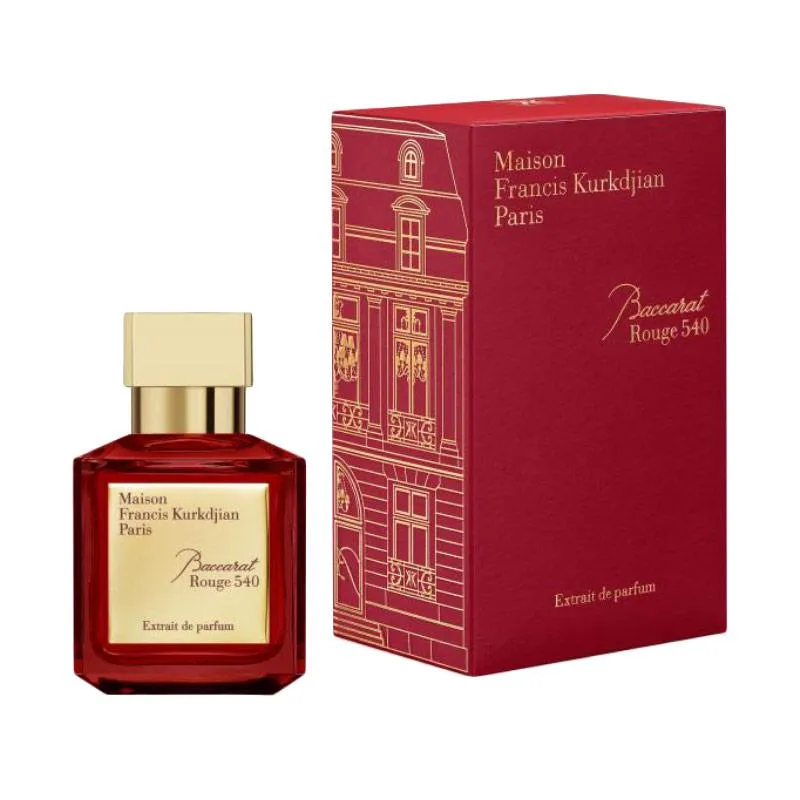 Maison
Francis Kurkdjian
Paris
Baccarat
Rouge 540
Extrait de parfum
Maison
Francis Kurkdjian
Paris
Baccarat
Rouge 540
Extrait de parfum